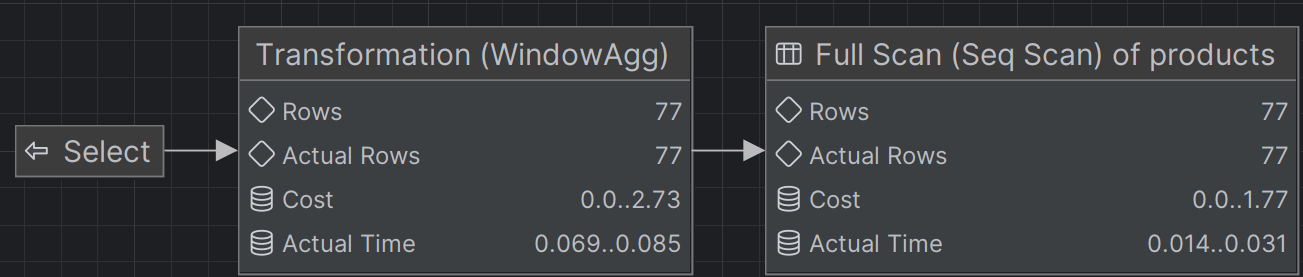 Select
Transformation (WindowAgg)
Rows 77
Actual Rows 77
Cost 0.0..2.73
Actual Time 0.069..0.085
Full Scan (Seq Scan) of products
Rows 77
Actual Rows 77
Cost 0.0..1.77
Actual Time 0.014..0.031